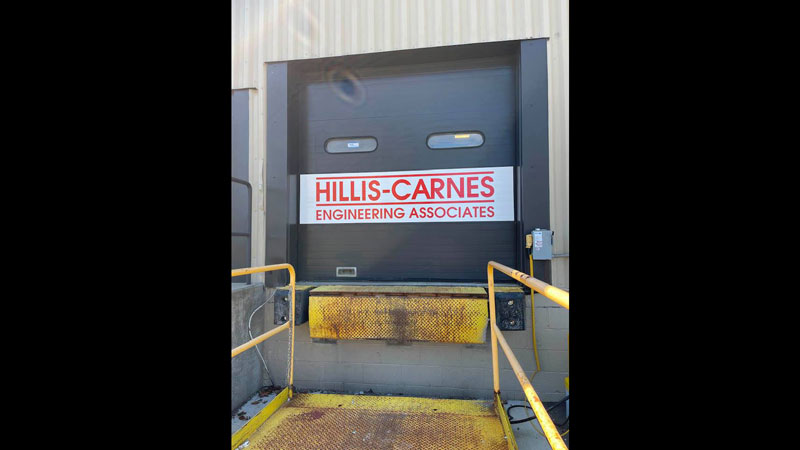 HILLIS-CARNES
ENGINEERING ASSOCIATES